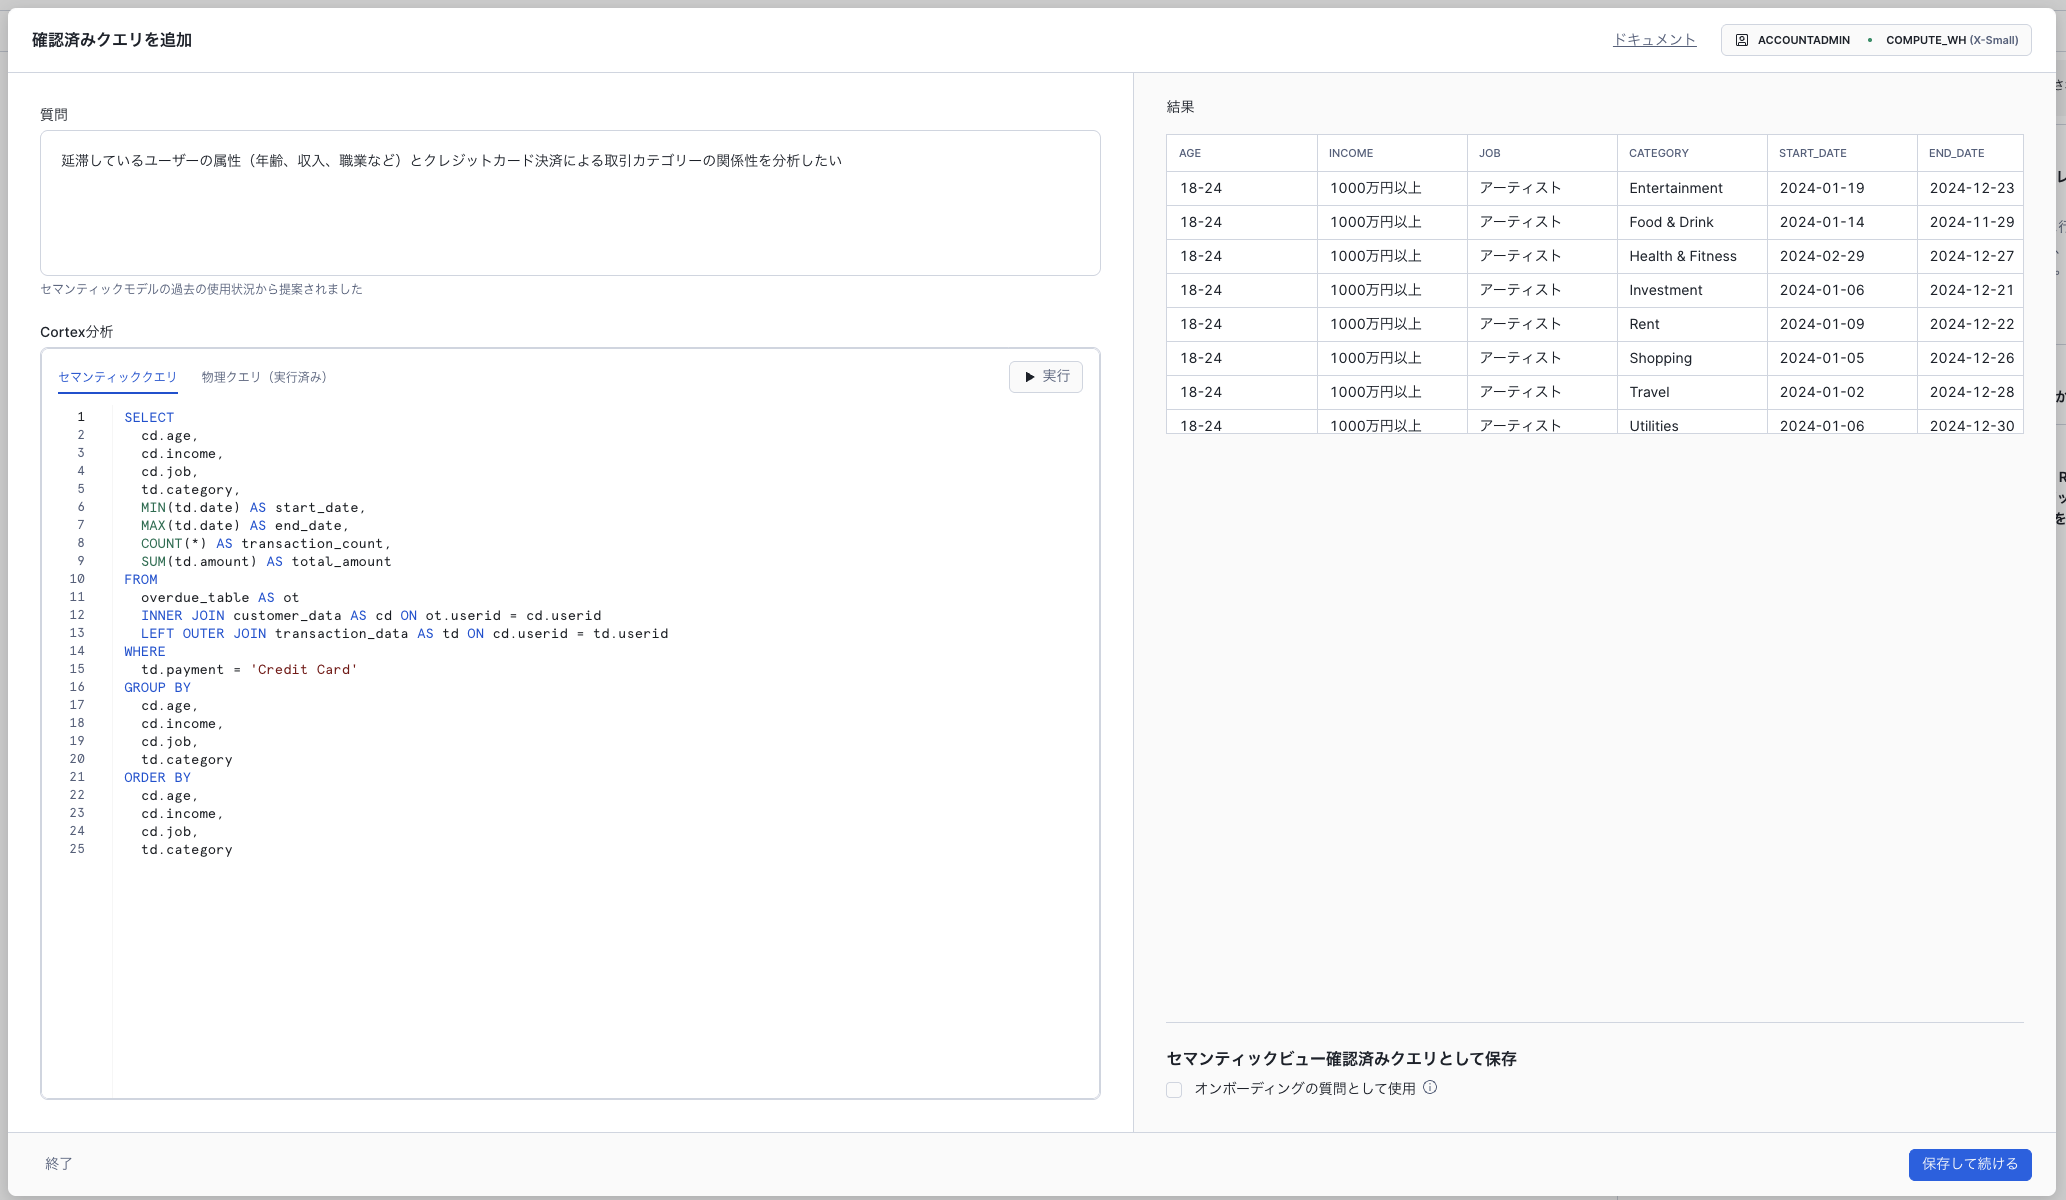 確認済みクエリを追加
ドキュメント
ACCOUNTADMIN • COMPUTE_WH (X-Small)
質問
延滞しているユーザーの属性（年齢、収入、職業など）とクレジットカード決済による取引カテゴリーの関係性を分析したい
セマンティックモデルの過去の使用状況から提案されました
Cortex分析
セマンティッククエリ 物理クエリ（実行済み）
実行
1 SELECT
2 cd.age,
3 cd.income,
4 cd.job,
5 td.category,
6 MIN(td.date) AS start_date,
7 MAX(td.date) AS end_date,
8 COUNT(*) AS transaction_count,
9 SUM(td.amount) AS total_amount
10 FROM
11 overdue_table AS ot
12 INNER JOIN customer_data AS cd ON ot.userid = cd.userid
13 LEFT OUTER JOIN transaction_data AS td ON cd.userid = td.userid
14 WHERE
15 td.payment = 'Credit Card'
16 GROUP BY
17 cd.age,
18 cd.income,
19 cd.job,
20 td.category
21 ORDER BY
22 cd.age,
23 cd.income,
24 cd.job,
25 td.category
結果
AGE INCOME JOB CATEGORY START_DATE END_DATE
18-24 1000万円以上 アーティスト Entertainment 2024-01-19 2024-12-23
18-24 1000万円以上 アーティスト Food & Drink 2024-01-14 2024-11-29
18-24 1000万円以上 アーティスト Health & Fitness 2024-02-29 2024-12-27
18-24 1000万円以上 アーティスト Investment 2024-01-06 2024-12-21
18-24 1000万円以上 アーティスト Rent 2024-01-09 2024-12-22
18-24 1000万円以上 アーティスト Shopping 2024-01-05 2024-12-26
18-24 1000万円以上 アーティスト Travel 2024-01-02 2024-12-28
18-24 1000万円以上 アーティスト Utilities 2024-01-06 2024-12-30
セマンティックビュー確認済みクエリとして保存
オンボーディングの質問として使用
終了
保存して続ける